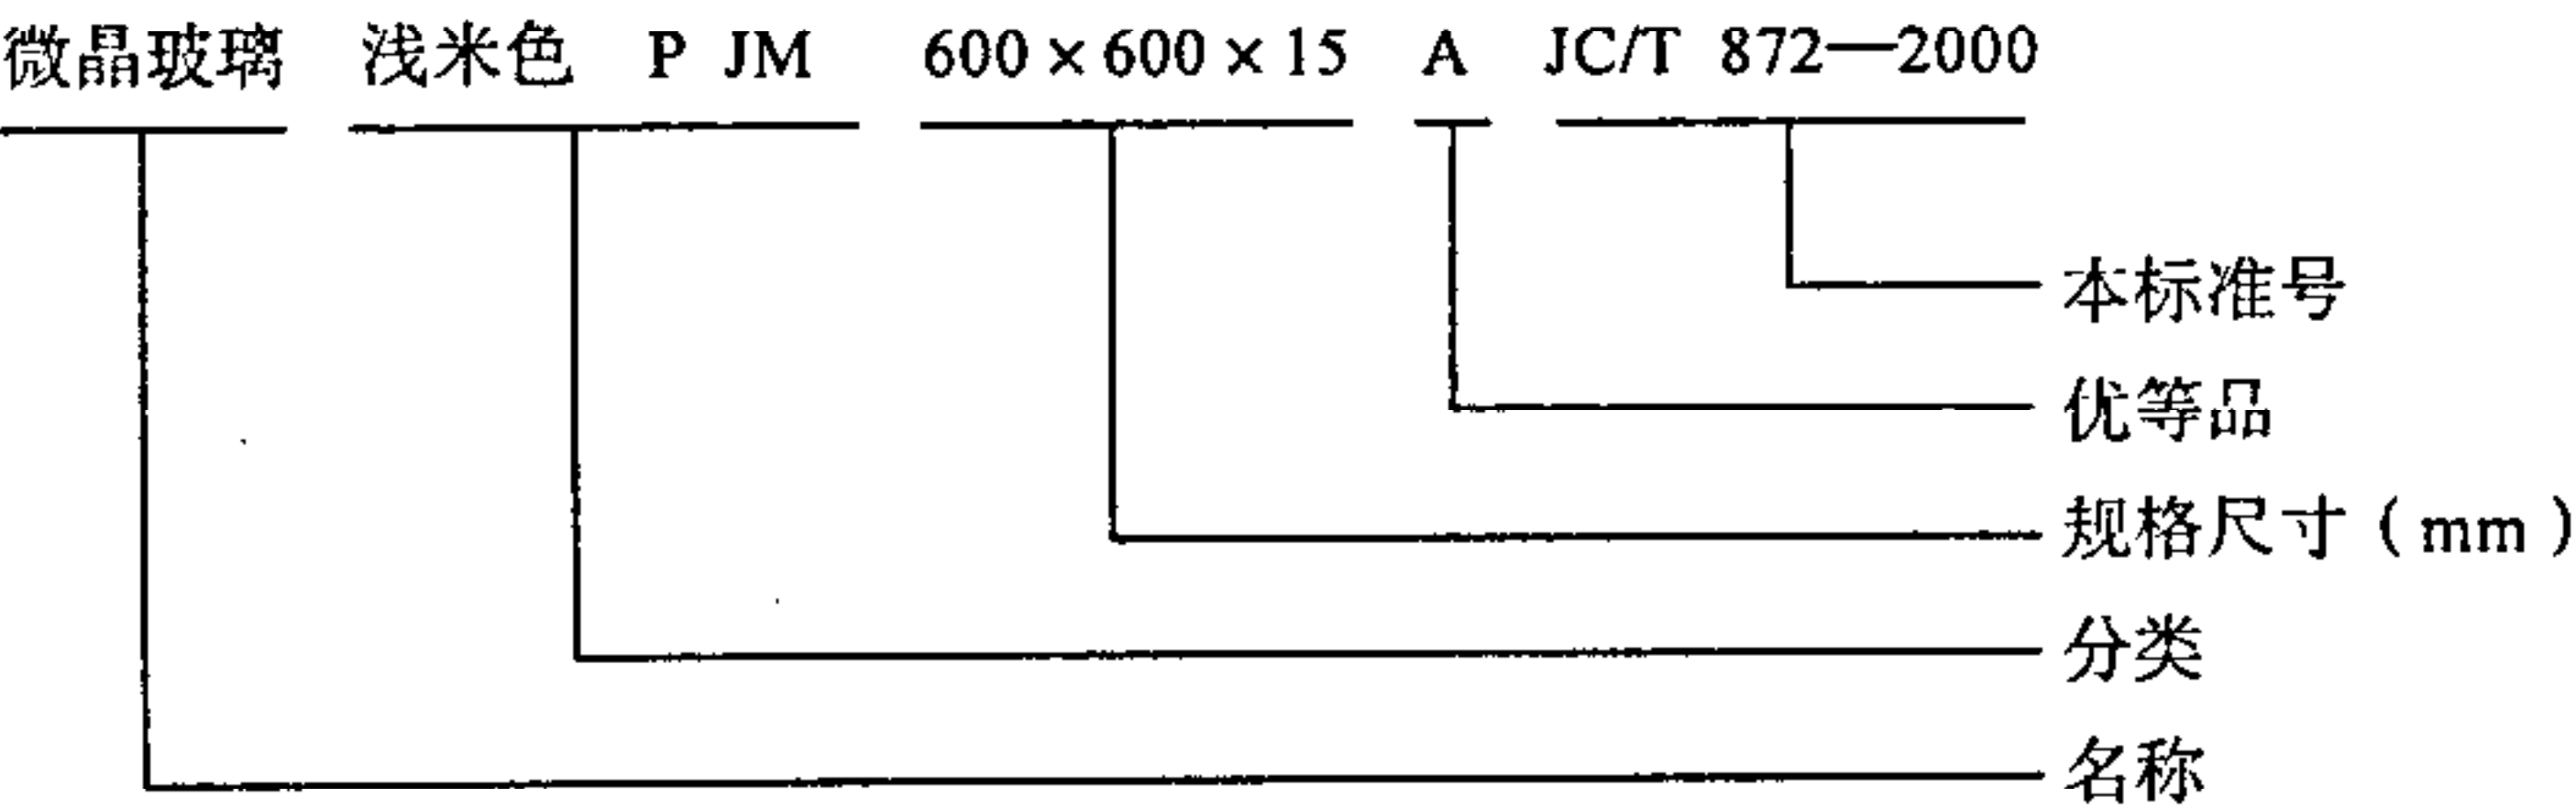 微晶玻璃 浅米色 P JM 600×600×15 A JC/T 872—2000
本标准号
优等品
规格尺寸(mm)
分类
名称